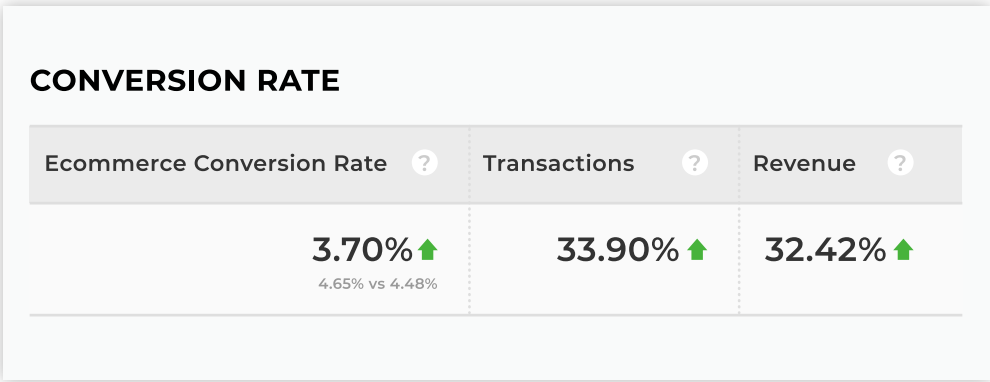 CONVERSION RATE
Ecommerce Conversion Rate ? Transactions ? Revenue ?
3.70% 33.90% 32.42%
4.65% vs 4.48%